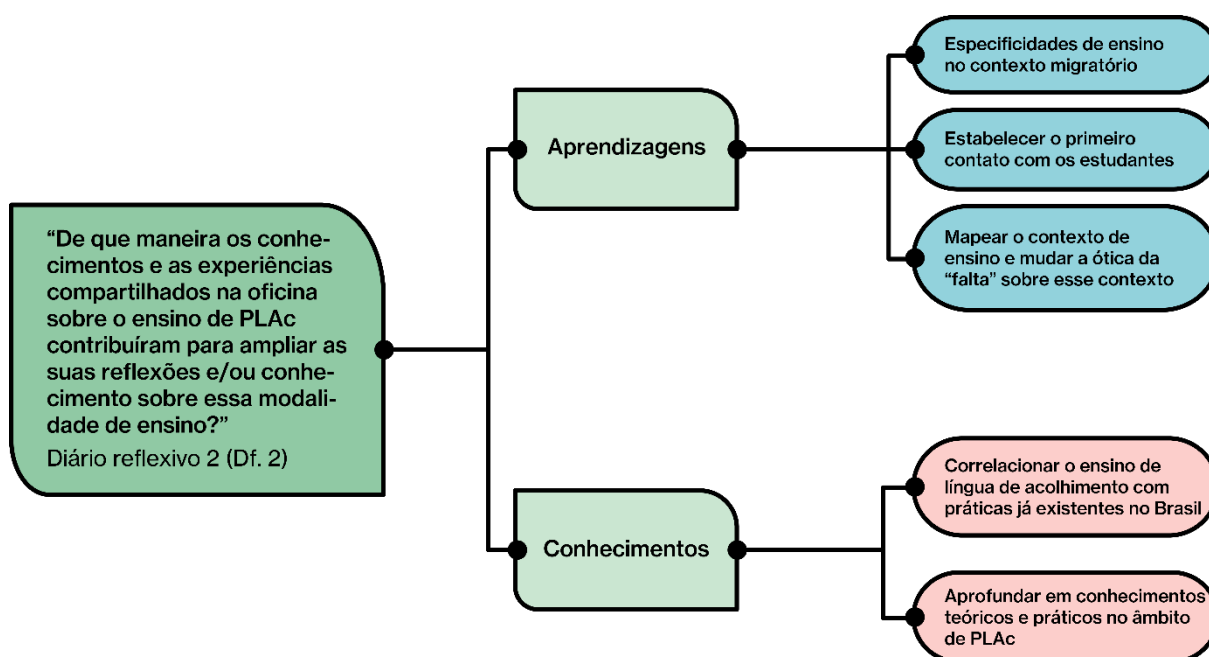 “De que maneira os conhe-
cimentos e as experiências
compartilhados na oficina
sobre o ensino de PLAc
contribuíram para ampliar as
suas reflexões e/ou conhe-
cimento sobre essa modali-
dade de ensino?”
Diário reflexivo 2 (Df. 2)
Aprendizagens
Especificidades de ensino
no contexto migratório
Estabelecer o primeiro
contato com os estudantes
Mapear o contexto de
ensino e mudar a ótica da
“falta” sobre esse contexto
Conhecimentos
Correlacionar o ensino de
língua de acolhimento com
práticas já existentes no Brasil
Aprofundar em conhecimentos
teóricos e práticos no âmbito
de PLAc